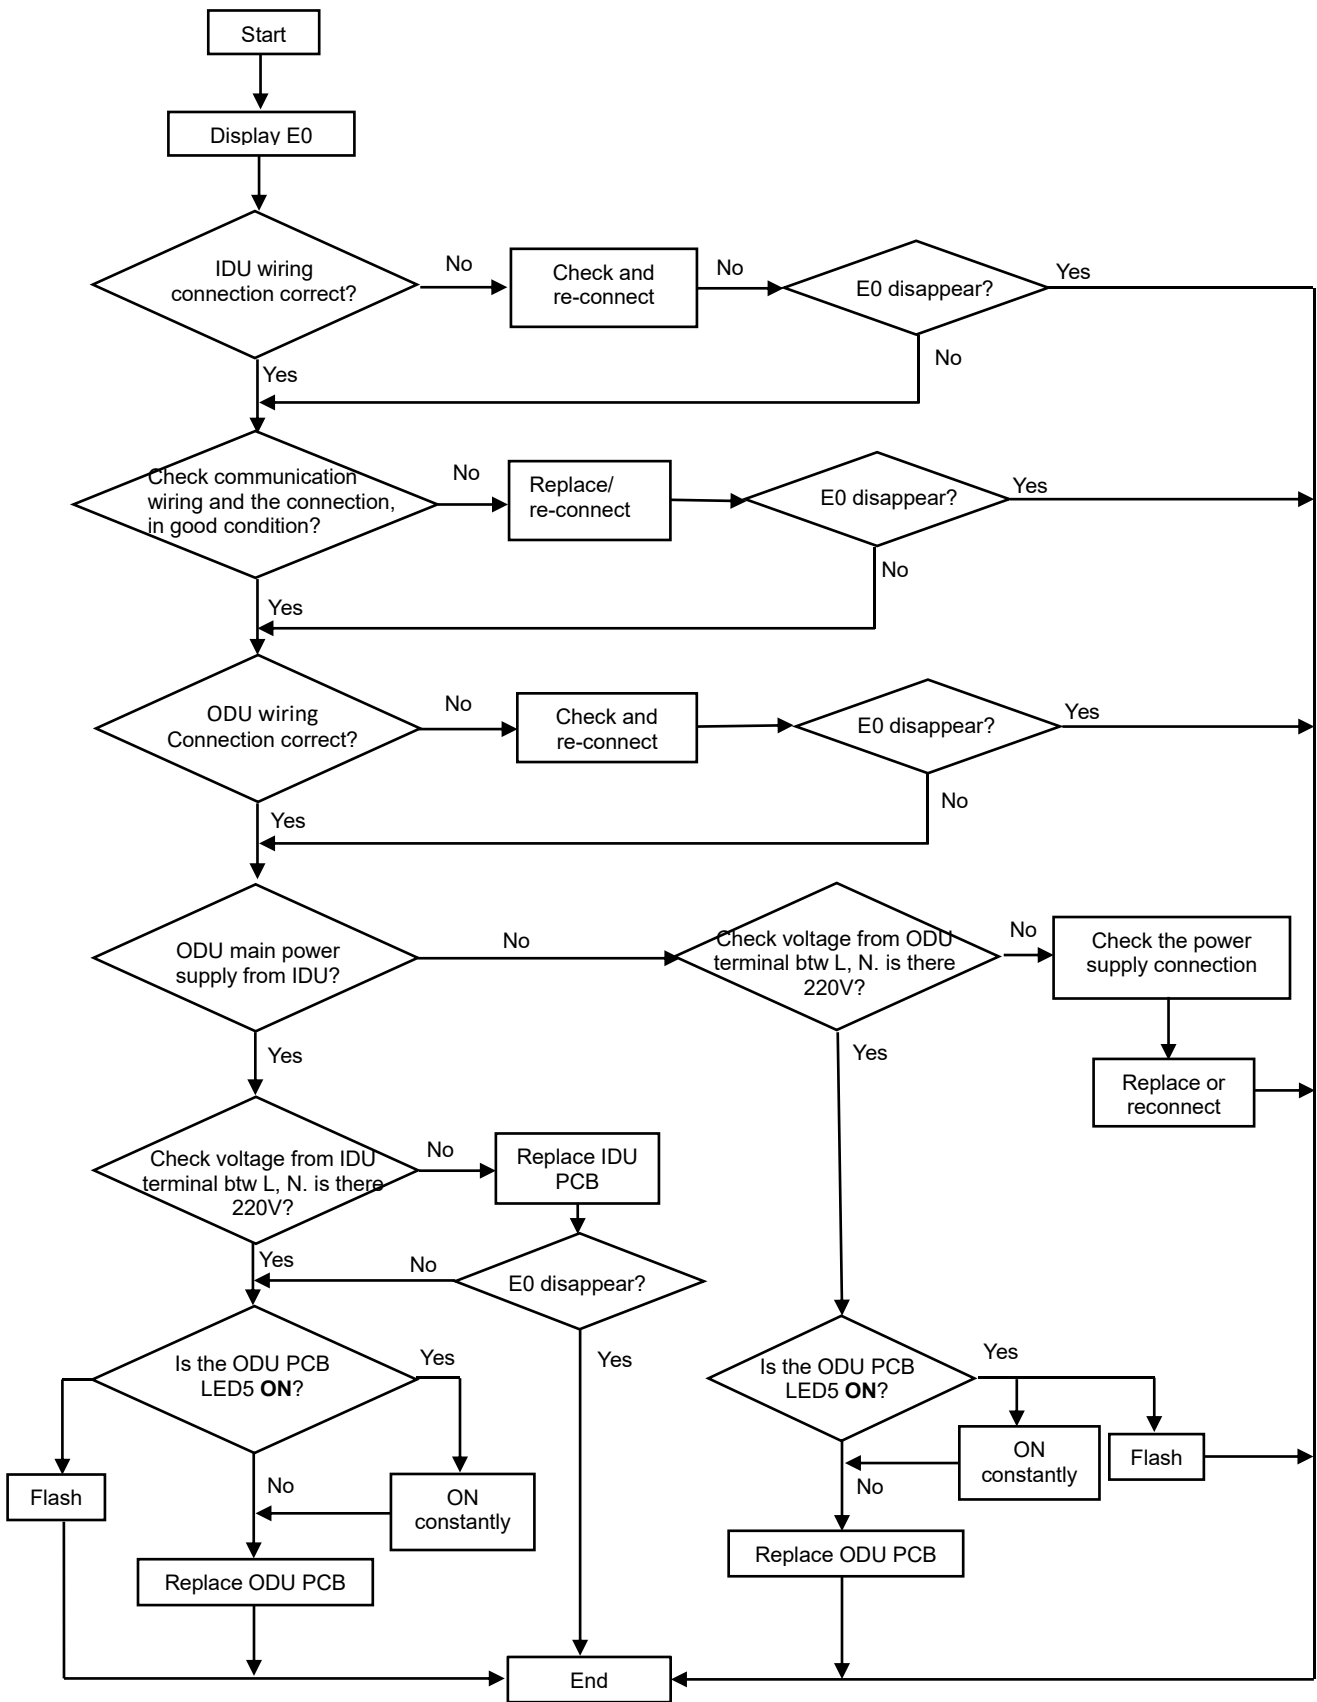 Start
Display E0
IDU wiring
connection correct?
No
Check and
re-connect
No
E0 disappear?
Yes
No
Yes
Check communication
wiring and the connection,
in good condition?
No
Replace/
re-connect
E0 disappear?
Yes
No
Yes
ODU wiring
Connection correct?
No
Check and
re-connect
E0 disappear?
Yes
No
Yes
ODU main power
supply from IDU?
No
Check voltage from ODU
terminal btw L, N. is there
220V?
No
Check the power
supply connection
Yes
Yes
Replace or
reconnect
Check voltage from IDU
terminal btw L, N. is there
220V?
No
Replace IDU
PCB
Yes
No
E0 disappear?
Yes
Is the ODU PCB
LED5 ON?
Yes
Is the ODU PCB
LED5 ON?
Yes
Flash
No
ON
constantly
No
ON
constantly
Flash
Replace ODU PCB
Replace ODU PCB
End